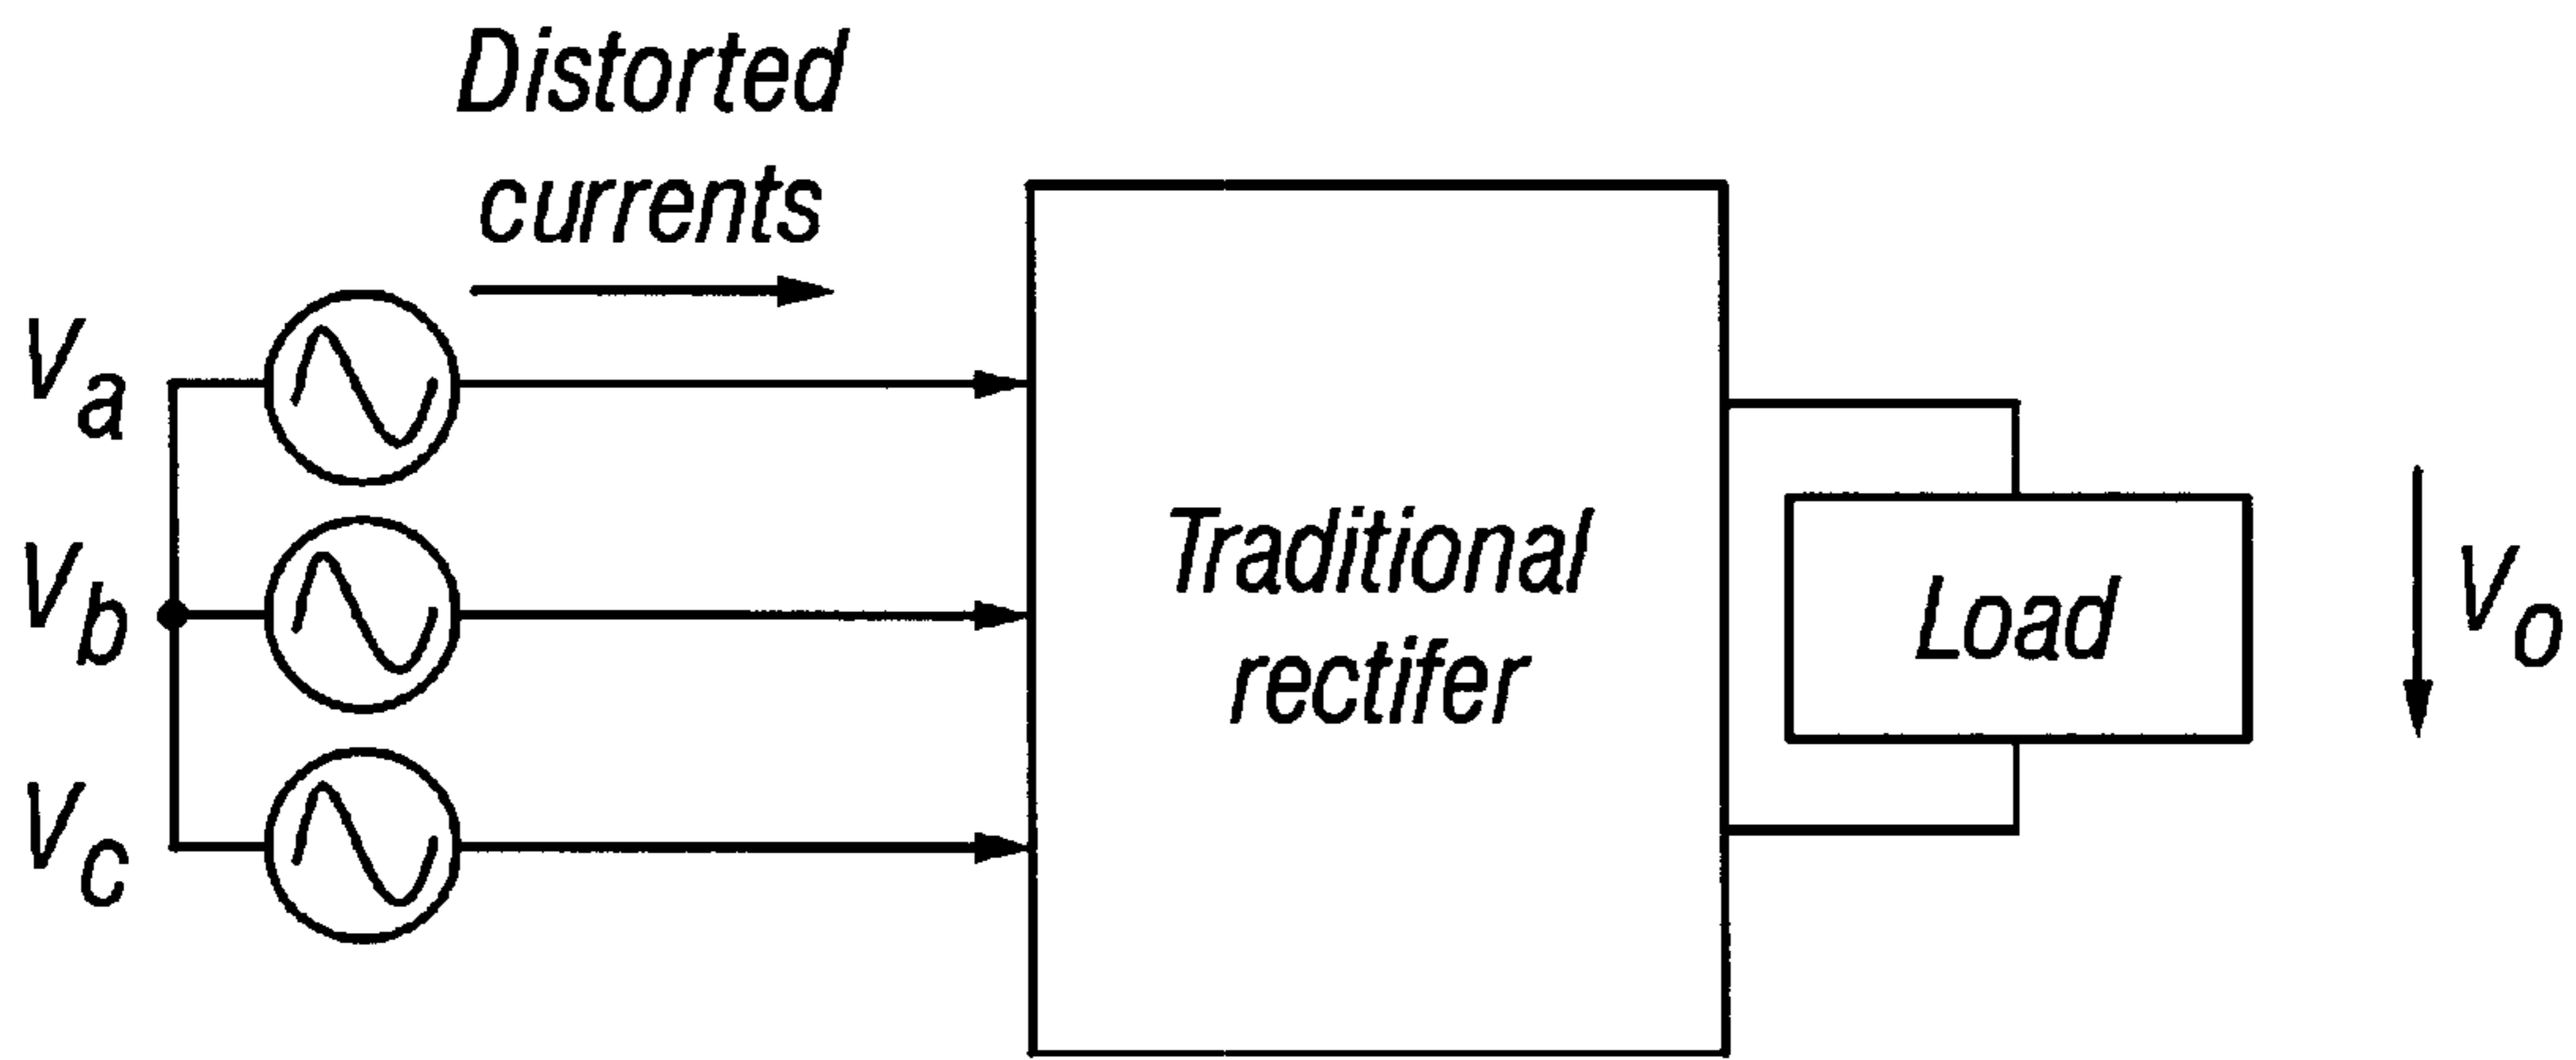 Distorted
currents
Va
Vb
Vc
Traditional
rectifer
Load
Vo